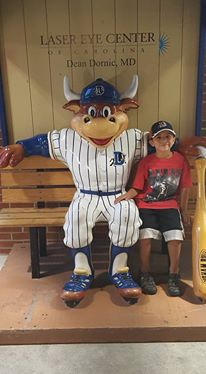 LASER EYE CENTER
OF CAROLINA
Dean Dornic, MD
D
D